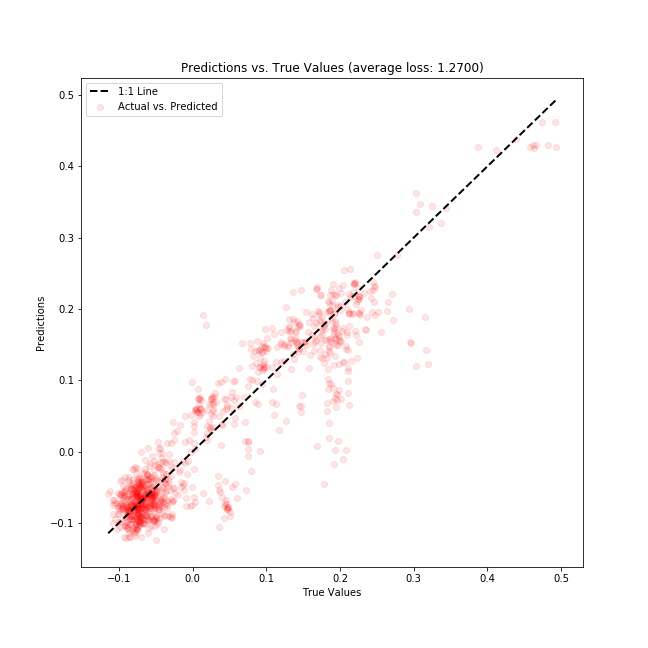 Predictions vs. True Values (average loss: 1.2700)
1:1 Line
Actual vs. Predicted
0.5
0.4
0.3
0.2
0.1
0.0
−0.1
Predictions
−0.1 0.0 0.1 0.2 0.3 0.4 0.5
True Values